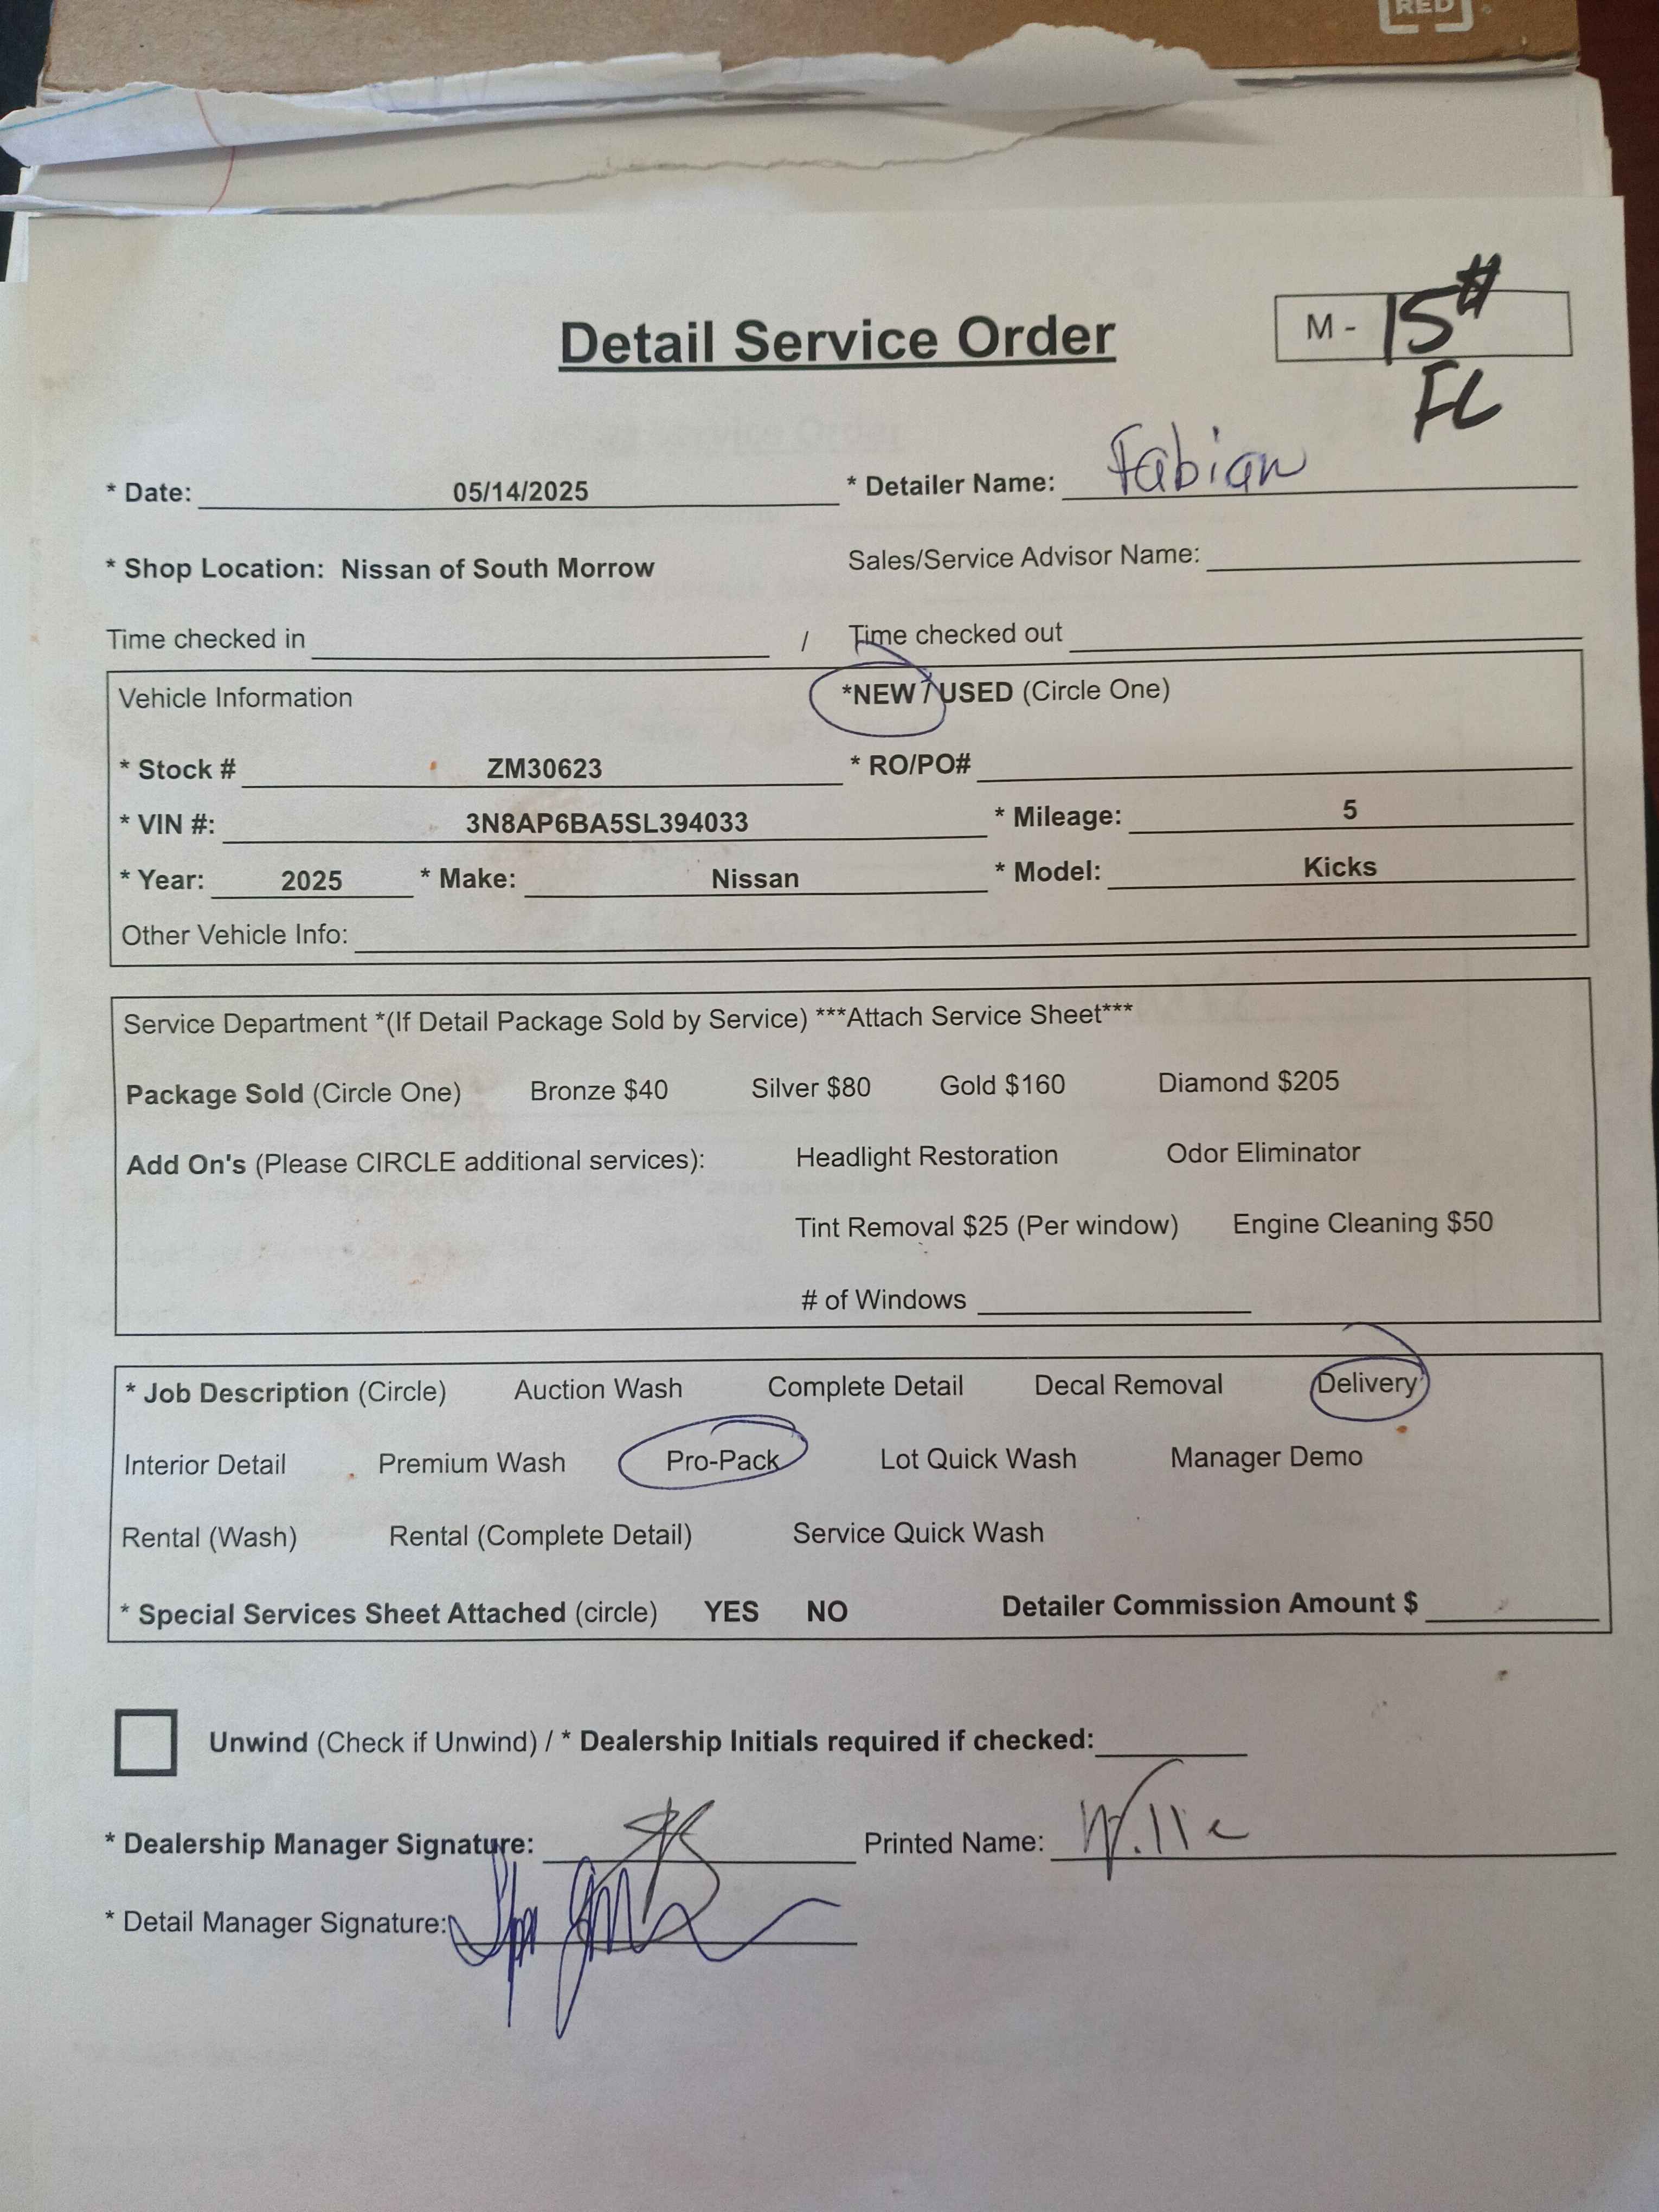 RED
M - 15#
Detail Service Order
FC
* Date: 05/14/2025 * Detailer Name: Fabian
* Shop Location: Nissan of South Morrow Sales/Service Advisor Name:
Time checked in / Time checked out
Vehicle Information *NEW / USED (Circle One)
* Stock # ZM30623 * RO/PO#
* VIN #: 3N8AP6BA5SL394033 * Mileage: 5
* Year: 2025 * Make: Nissan * Model: Kicks
Other Vehicle Info:
Service Department *(If Detail Package Sold by Service) ***Attach Service Sheet***
Package Sold (Circle One) Bronze $40 Silver $80 Gold $160 Diamond $205
Add On's (Please CIRCLE additional services): Headlight Restoration Odor Eliminator
Tint Removal $25 (Per window) Engine Cleaning $50
# of Windows
* Job Description (Circle) Auction Wash Complete Detail Decal Removal Delivery
Interior Detail Premium Wash Pro-Pack Lot Quick Wash Manager Demo
Rental (Wash) Rental (Complete Detail) Service Quick Wash
* Special Services Sheet Attached (circle) YES NO Detailer Commission Amount $
Unwind (Check if Unwind) / * Dealership Initials required if checked:
* Dealership Manager Signature: Printed Name: Willie
* Detail Manager Signature: